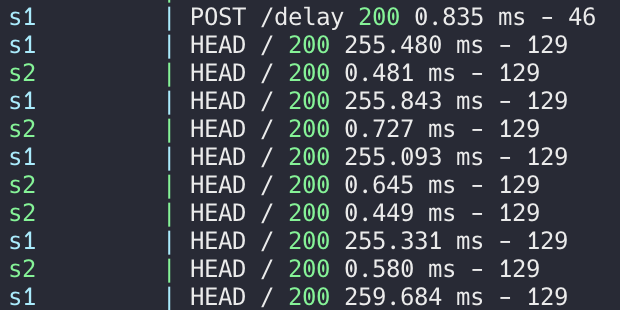 s1 | POST /delay 200 0.835 ms - 46
s1 | HEAD / 200 255.480 ms - 129
s2 | HEAD / 200 0.481 ms - 129
s1 | HEAD / 200 255.843 ms - 129
s2 | HEAD / 200 0.727 ms - 129
s1 | HEAD / 200 255.093 ms - 129
s2 | HEAD / 200 0.645 ms - 129
s2 | HEAD / 200 0.449 ms - 129
s1 | HEAD / 200 255.331 ms - 129
s2 | HEAD / 200 0.580 ms - 129
s1 | HEAD / 200 259.684 ms - 129